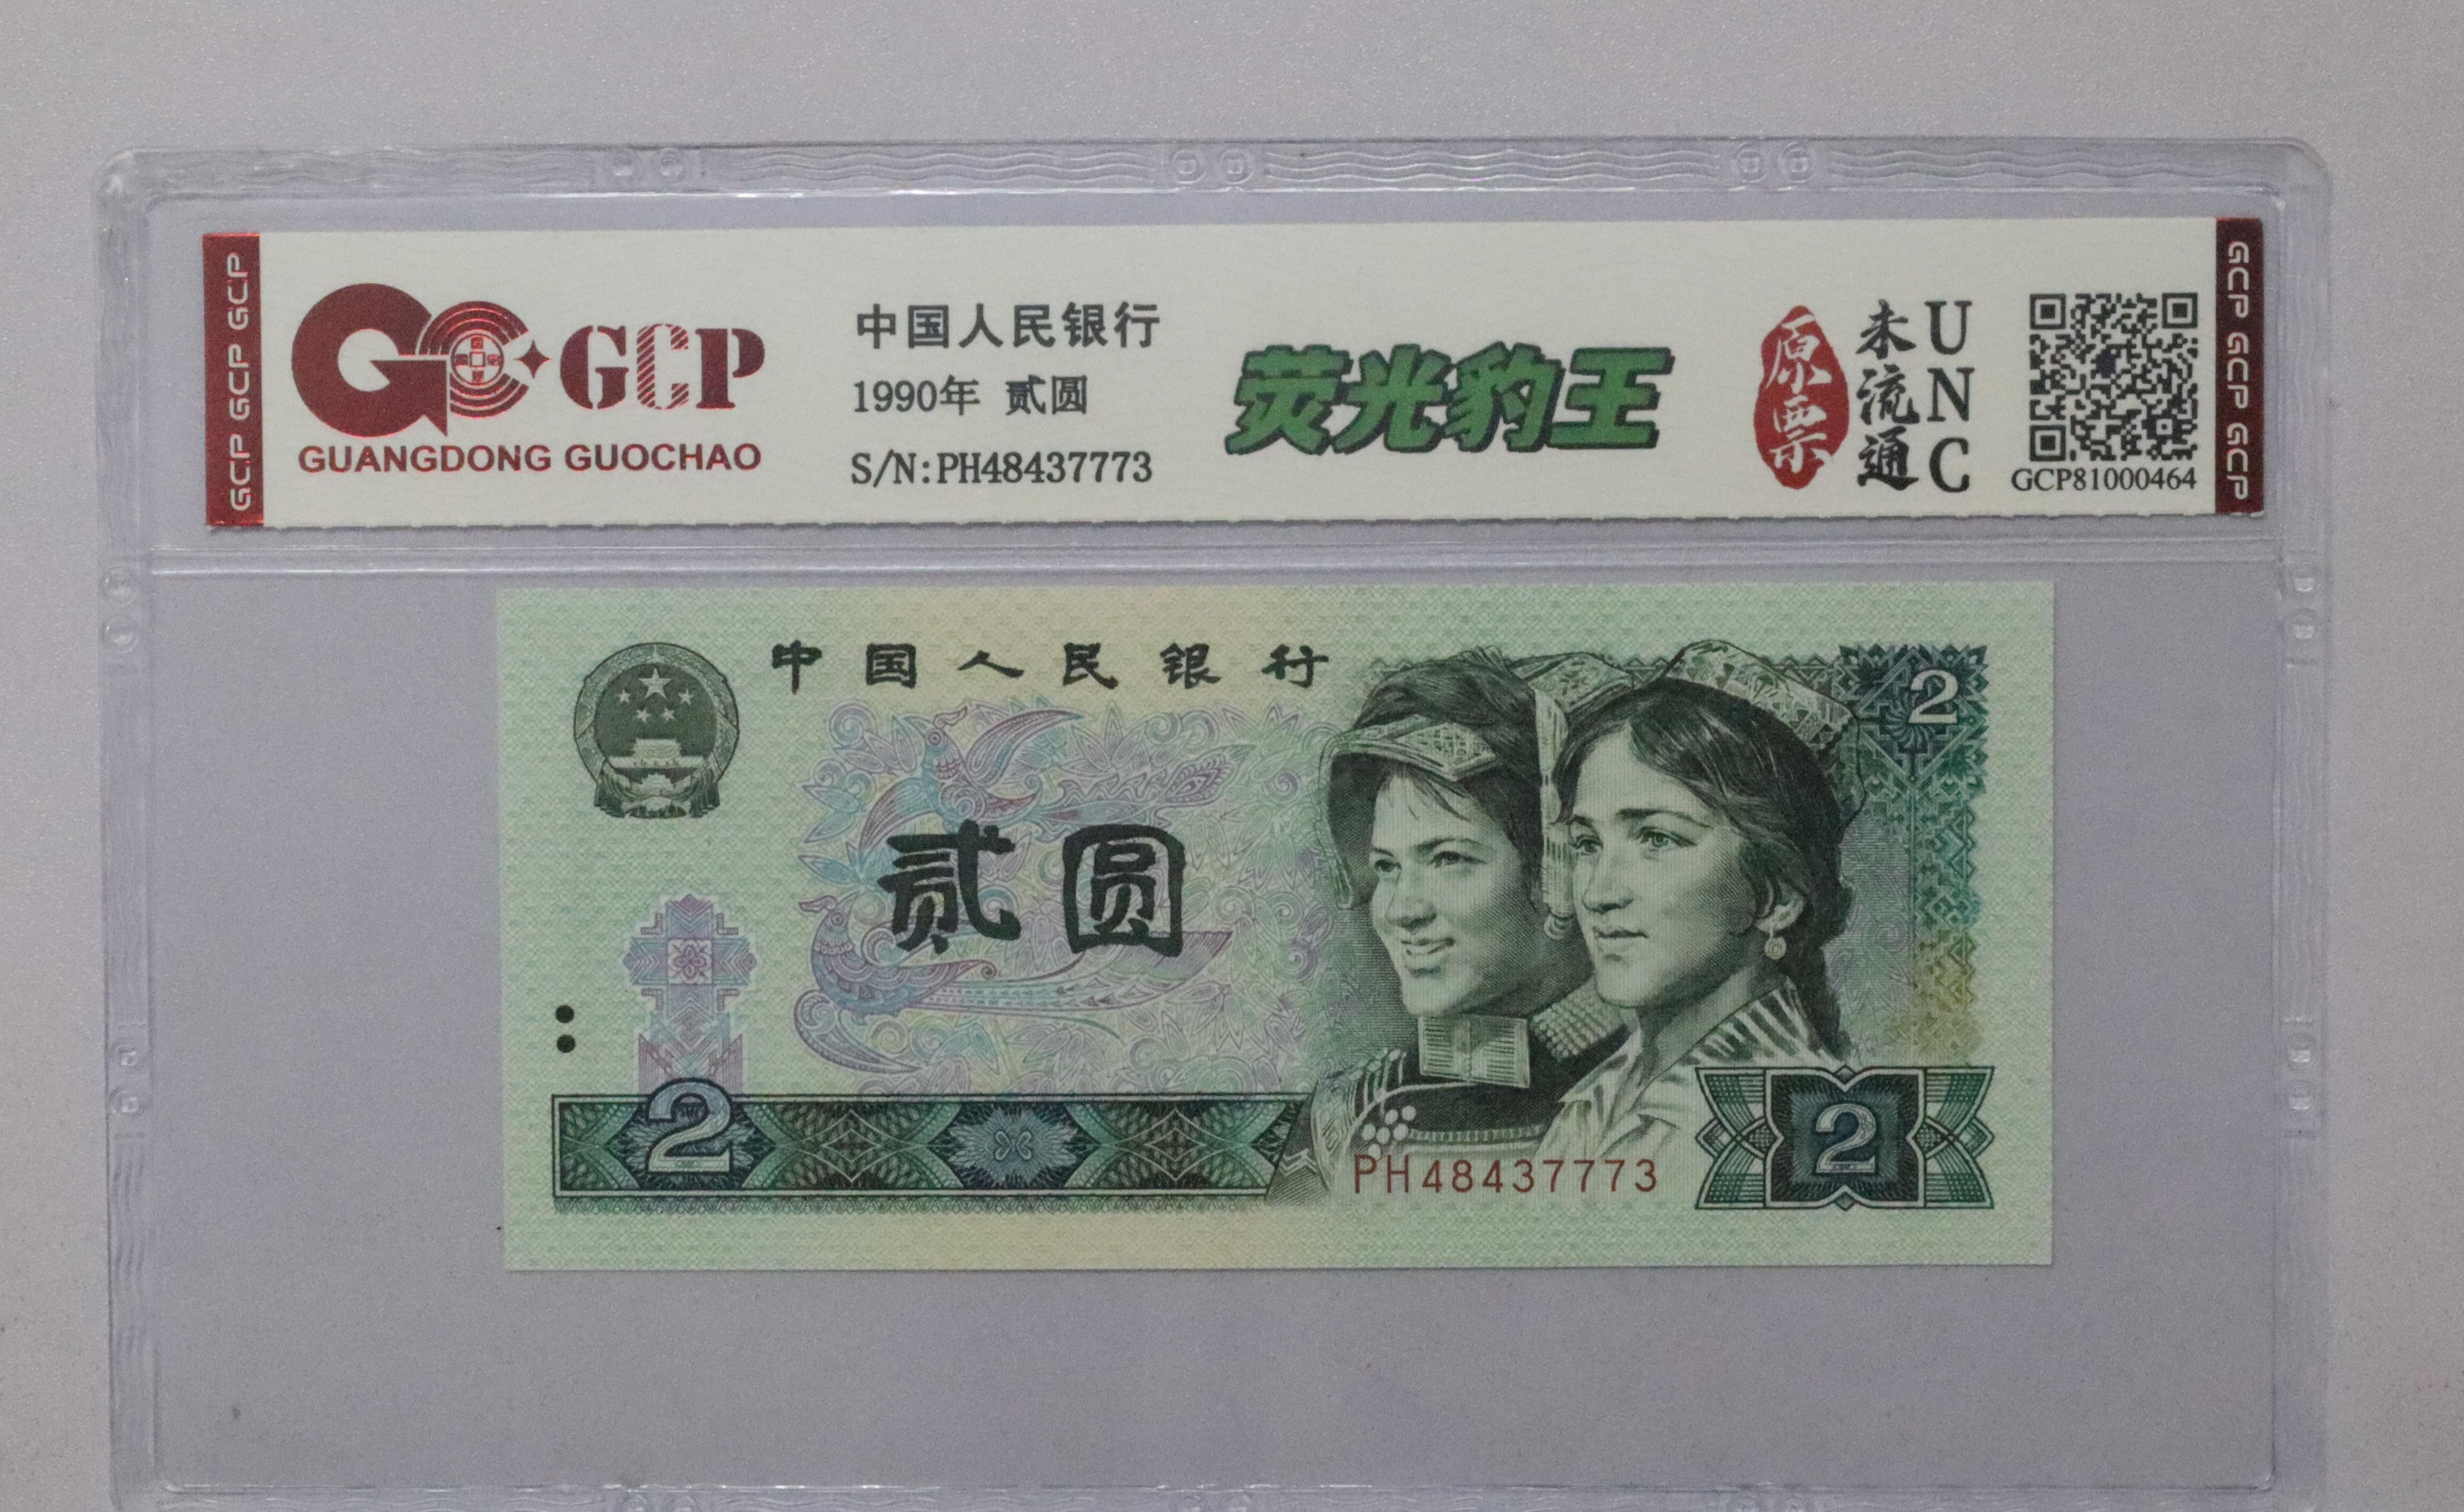 GCP GCP GCP
GCP
GUANGDONG GUOCHAO
中国人民银行
1990年 贰圆
S/N:PH48437773
荧光豹王
原票
未流通
UNC
GCP81000464
GCP GCP GCP
中国人民银行
2
贰圆
2
PH48437773
2